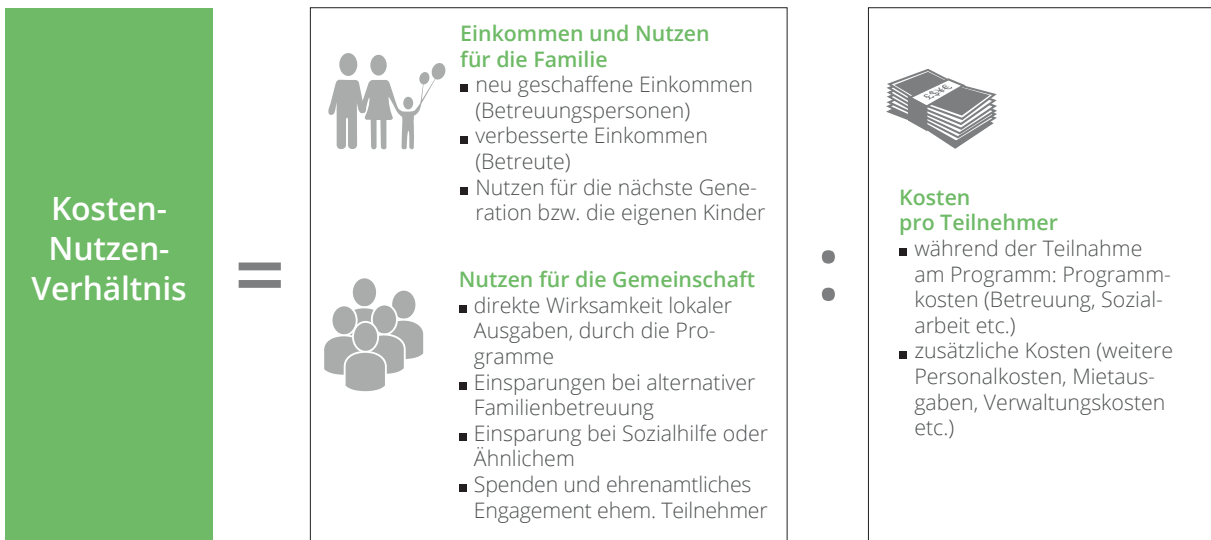 Kosten-
Nutzen-
Verhältnis
=
Einkommen und Nutzen
für die Familie
▪ neu geschaffene Einkommen
(Betreuungspersonen)
▪ verbesserte Einkommen
(Betreute)
▪ Nutzen für die nächste Gene-
ration bzw. die eigenen Kinder
Nutzen für die Gemeinschaft
▪ direkte Wirksamkeit lokaler
Ausgaben, durch die Pro-
gramme
▪ Einsparungen bei alternativer
Familienbetreuung
▪ Einsparung bei Sozialhilfe oder
Ähnlichem
▪ Spenden und ehrenamtliches
Engagement ehem. Teilnehmer
:
£$¥€
Kosten
pro Teilnehmer
▪ während der Teilnahme
am Programm: Programm-
kosten (Betreuung, Sozial-
arbeit etc.)
▪ zusätzliche Kosten (weitere
Personalkosten, Mietaus-
gaben, Verwaltungskosten
etc.)